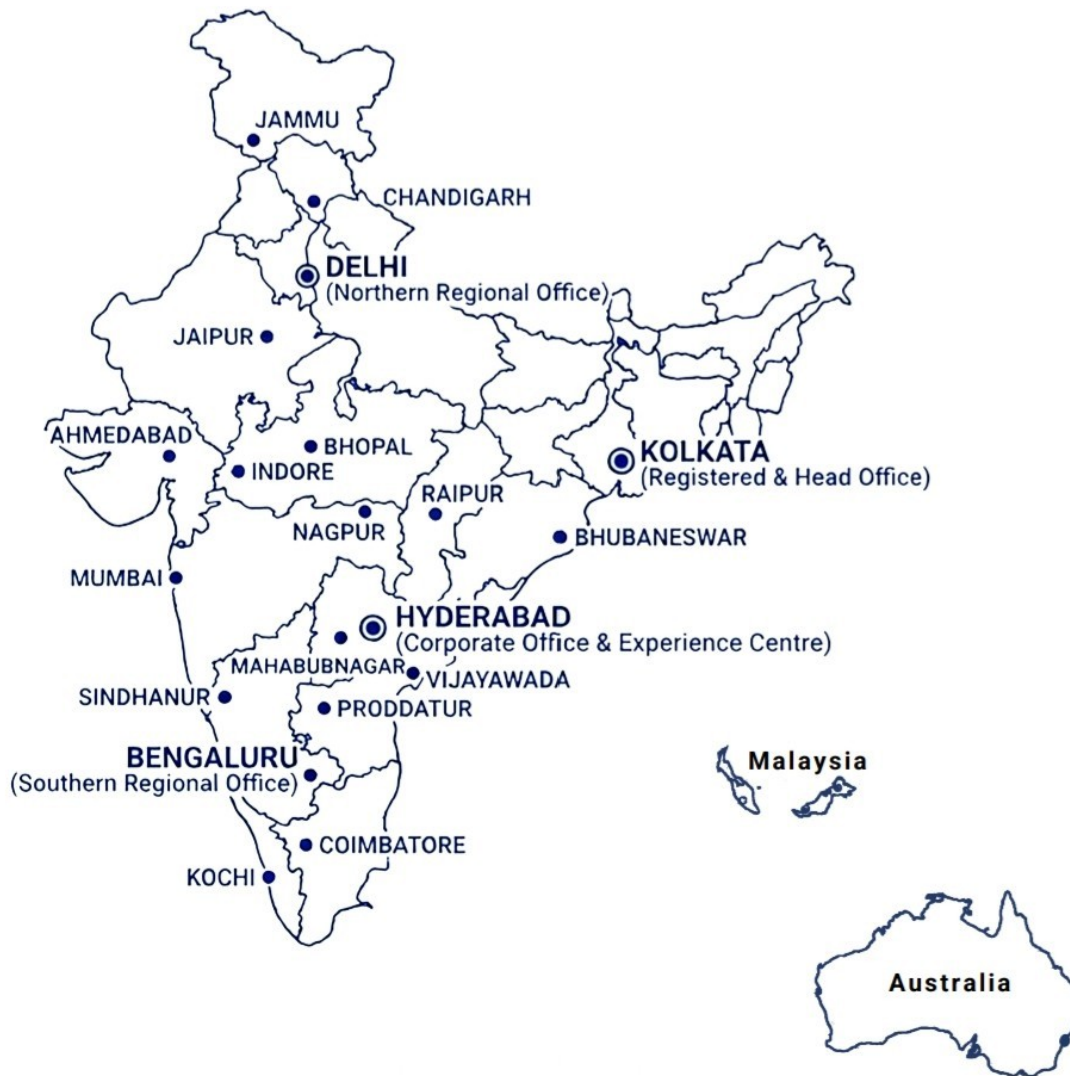 JAMMU
CHANDIGARH
DELHI
(Northern Regional Office)
JAIPUR
AHMEDABAD
BHOPAL
INDORE
KOLKATA
(Registered & Head Office)
RAIPUR
NAGPUR
BHUBANESWAR
MUMBAI
HYDERABAD
(Corporate Office & Experience Centre)
MAHABUBNAGAR
VIJAYAWADA
SINDHANUR
PRODDATUR
BENGALURU
(Southern Regional Office)
Malaysia
COIMBATORE
KOCHI
Australia